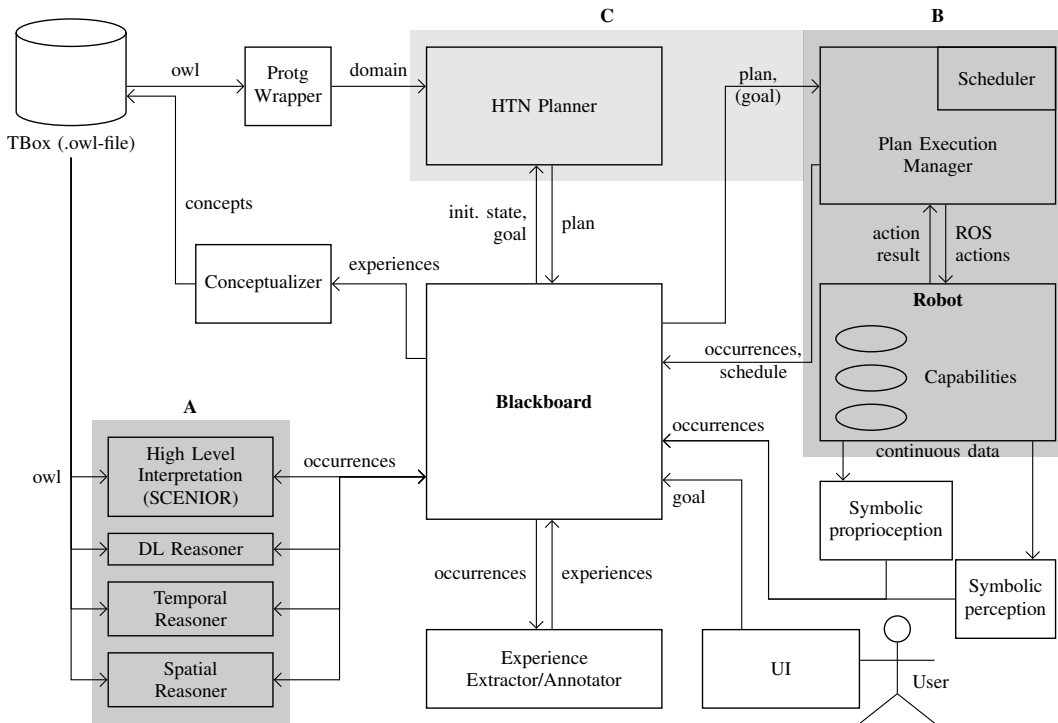 C
B
owl
Protg
Wrapper
domain
HTN Planner
plan,
(goal)
Scheduler
Plan Execution
Manager
TBox (.owl-file)
concepts
init. state,
goal
plan
action
result
ROS
actions
experiences
Conceptualizer
Robot
Capabilities
occurrences,
schedule
Blackboard
A
High Level
Interpretation
(SCENIOR)
owl
occurrences
occurrences
continuous data
goal
Symbolic
proprioception
DL Reasoner
Temporal
Reasoner
occurrences
experiences
Symbolic
perception
Spatial
Reasoner
Experience
Extractor/Annotator
UI
User